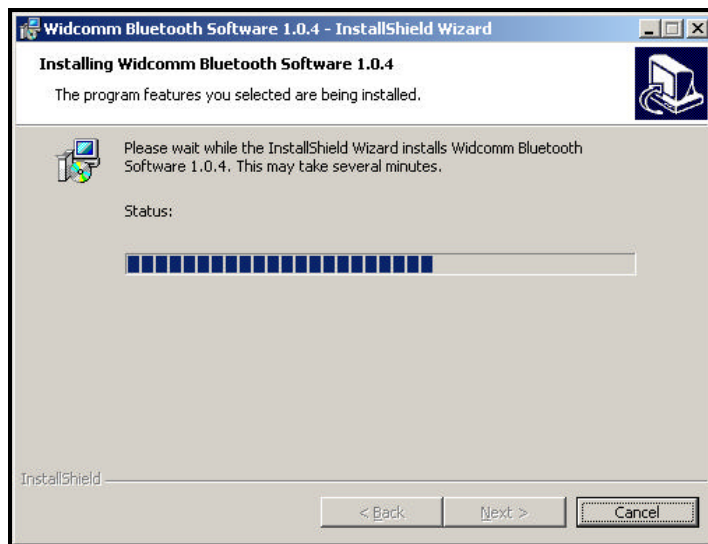 Widcomm Bluetooth Software 1.0.4 - InstallShield Wizard
Installing Widcomm Bluetooth Software 1.0.4
The program features you selected are being installed.
Please wait while the InstallShield Wizard installs Widcomm Bluetooth
Software 1.0.4. This may take several minutes.
Status:
InstallShield
< Back
Next >
Cancel